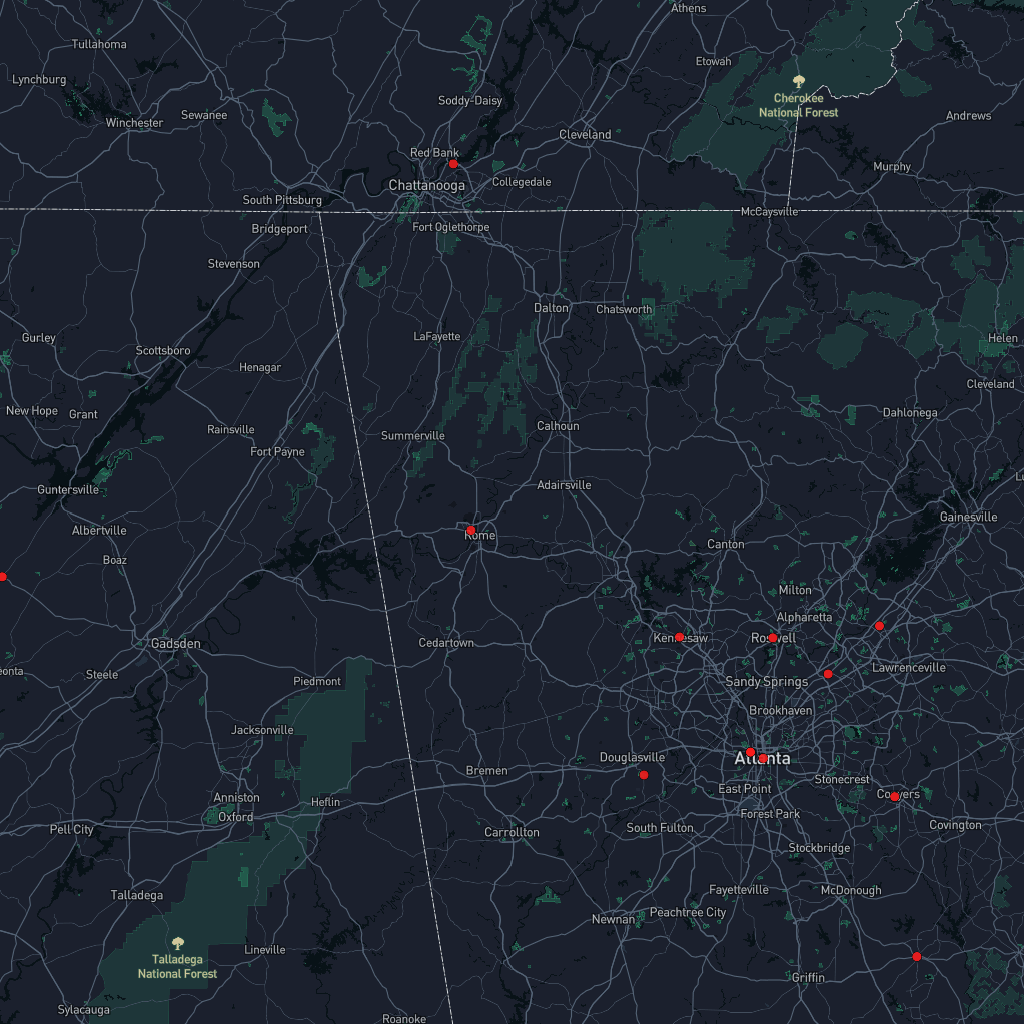 Athens
Tullahoma
Etowah
Lynchburg
Soddy-Daisy
Cherokee
National Forest
Sewanee
Winchester
Andrews
Cleveland
Red Bank
Murphy
Chattanooga
Collegedale
South Pittsburg
McCaysville
Bridgeport
Fort Oglethorpe
Stevenson
Dalton
Chatsworth
Gurley
LaFayette
Helen
Scottsboro
Henagar
Cleveland
New Hope
Grant
Dahlonega
Rainsville
Calhoun
Summerville
Fort Payne
Adairsville
Guntersville
Gainesville
Albertville
Rome
Canton
Boaz
Milton
Alpharetta
Kennesaw
Roswell
Gadsden
Cedartown
Lawrenceville
eonta
Steele
Piedmont
Sandy Springs
Brookhaven
Jacksonville
Douglasville
Atlanta
Bremen
Stonecrest
East Point
Anniston
Conyers
Heflin
Oxford
Forest Park
Pell City
South Fulton
Covington
Carrollton
Stockbridge
Talladega
Fayetteville
McDonough
Peachtree City
Newnan
Lineville
Talladega
National Forest
Griffin
Sylacauga
Roanoke